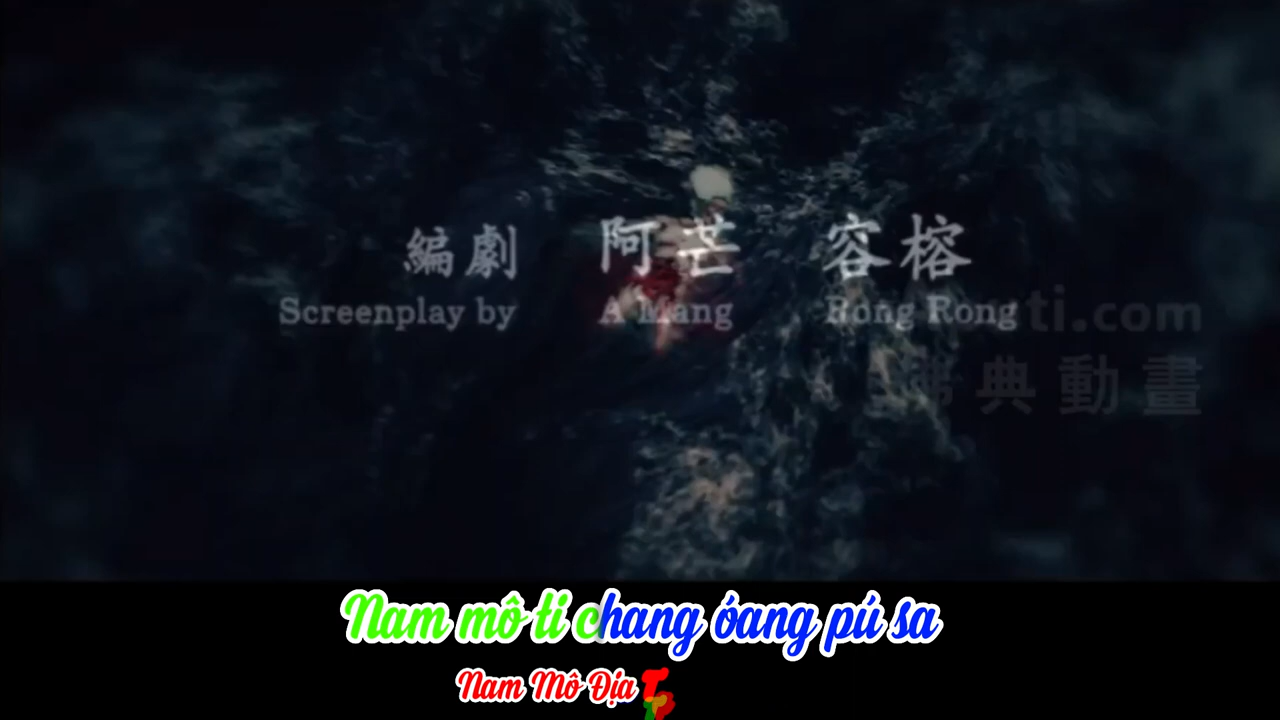 編劇 阿芒 容榕
Screenplay by A Mang Rong Rong
ti.com
典動畫
Nam mô ti chang óang pú sa
Nam Mô Địa